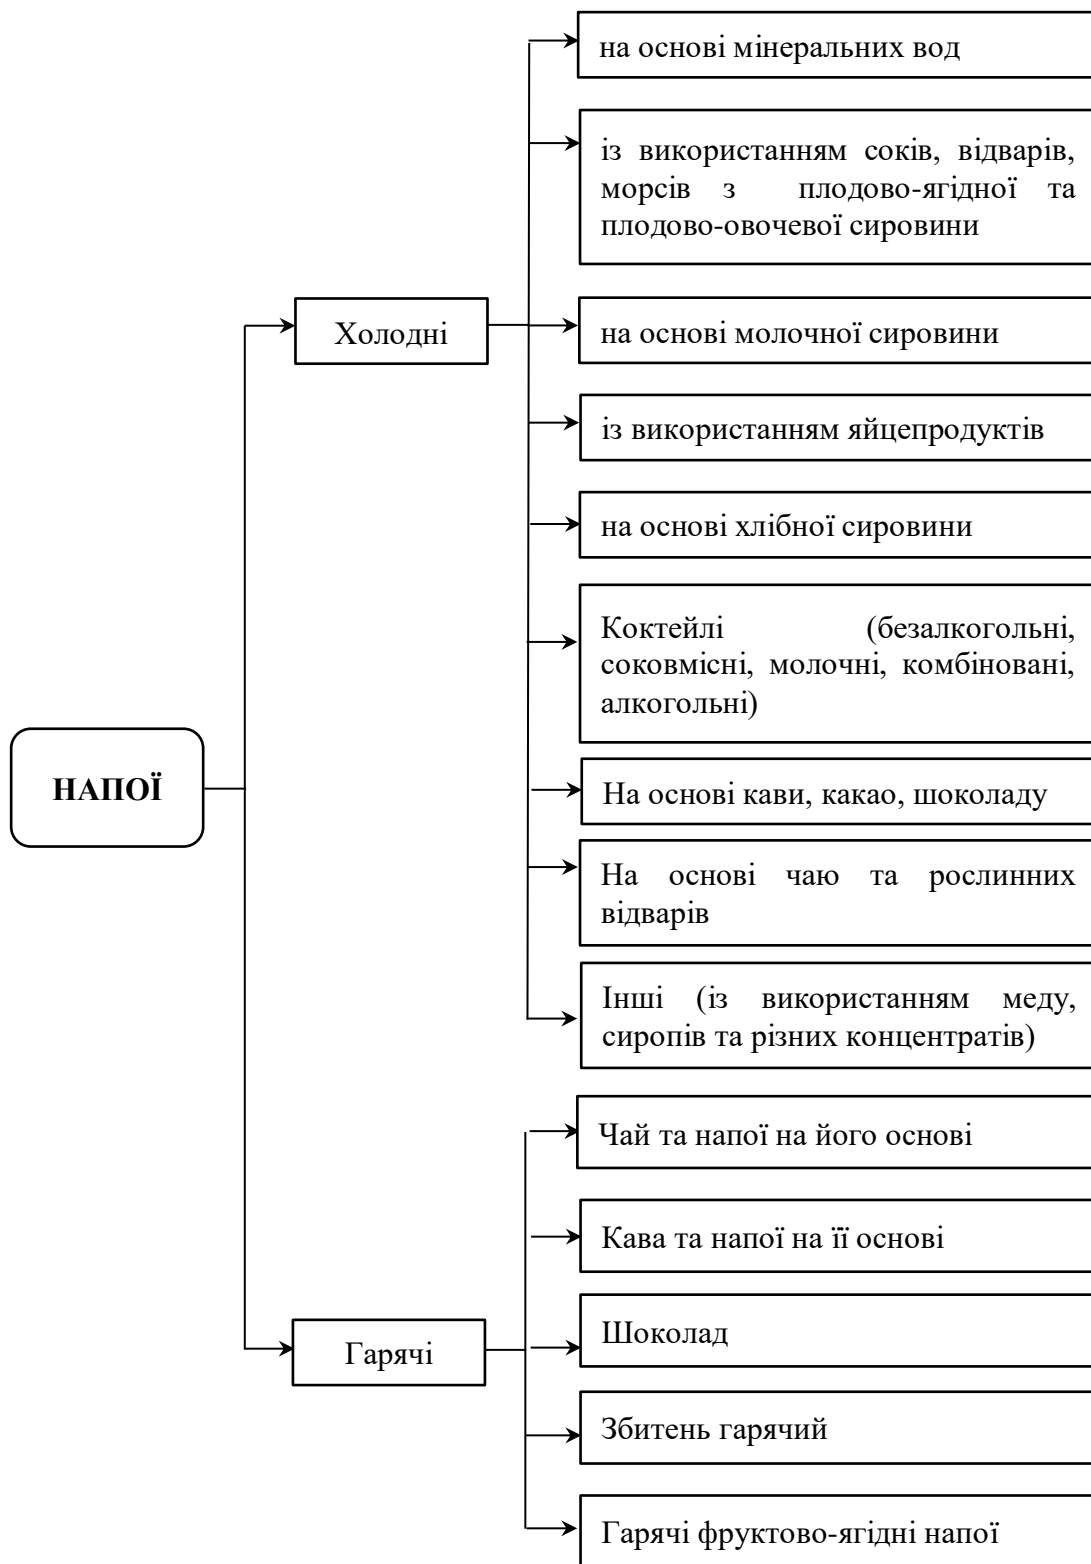 на основі мінеральних вод
із використанням соків, відварів,
морсів з плодово-ягідної та
плодово-овочевої сировини
Холодні
на основі молочної сировини
із використанням яйцепродуктів
на основі хлібної сировини
Коктейлі (безалкогольні,
соковмісні, молочні, комбіновані,
алкогольні)
НАПОЇ
На основі кави, какао, шоколаду
На основі чаю та рослинних
відварів
Інші (із використанням меду,
сиропів та різних концентратів)
Чай та напої на його основі
Кава та напої на її основі
Шоколад
Гарячі
Збитень гарячий
Гарячі фруктово-ягідні напої